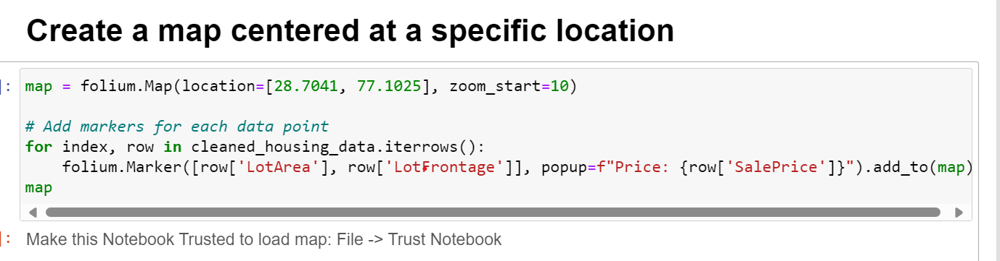 Create a map centered at a specific location
]:
map = folium.Map(location=[28.7041, 77.1025], zoom_start=10)
# Add markers for each data point
for index, row in cleaned_housing_data.iterrows():
    folium.Marker([row['LotArea'], row['LotFrontage']], popup=f"Price: {row['SalePrice']}").add_to(map)
map
]:
Make this Notebook Trusted to load map: File -> Trust Notebook